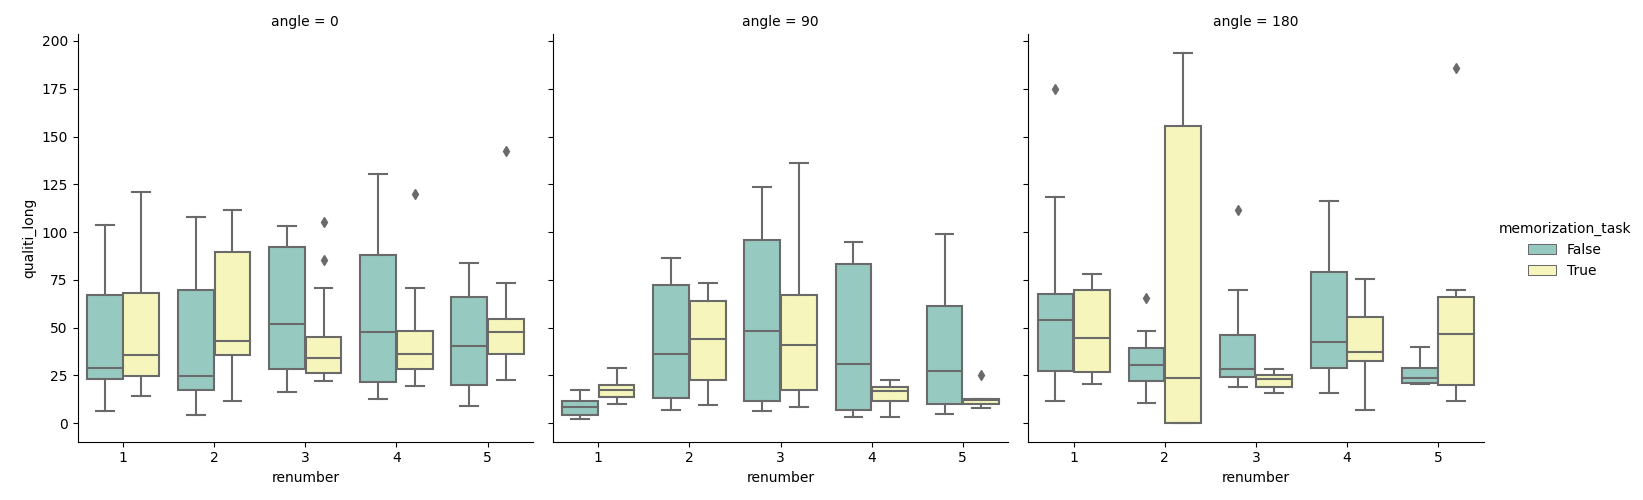 angle = 0
angle = 90
angle = 180
200
175
150
125
100
75
50
25
0
qualiti_long
1 2 3 4 5
renumber
1 2 3 4 5
renumber
1 2 3 4 5
renumber
memorization_task
False
True